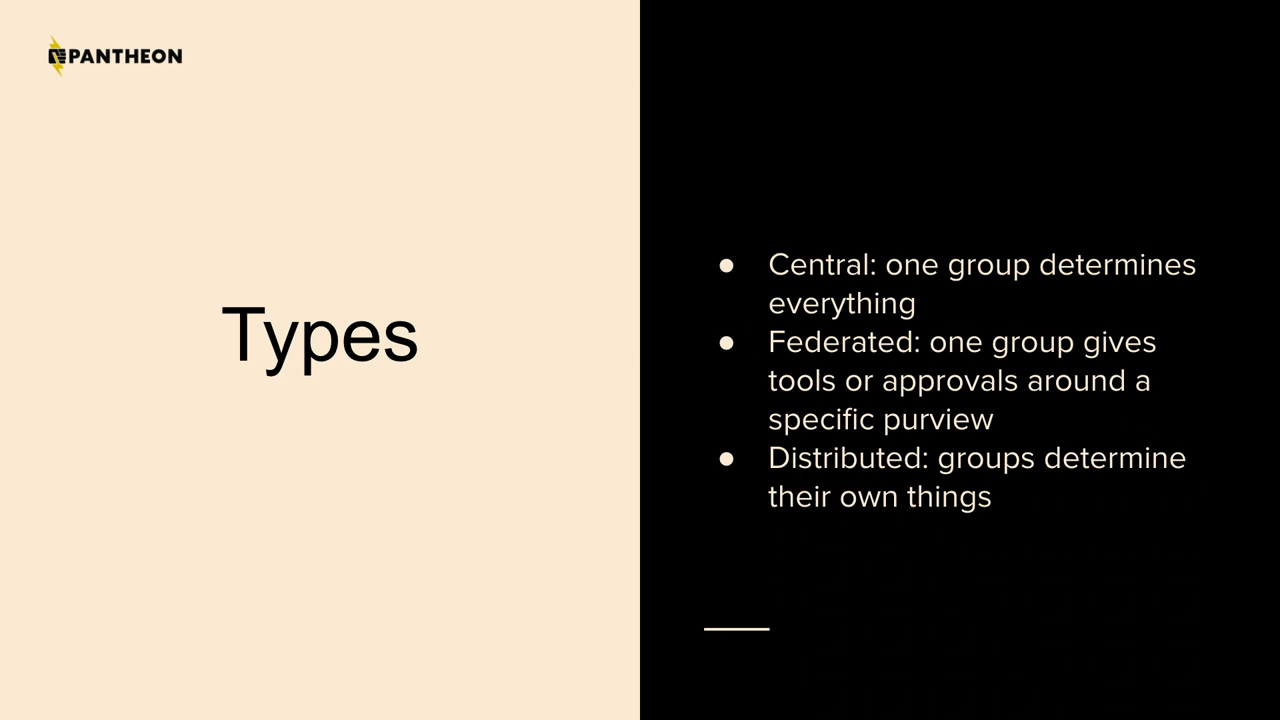 PANTHEON
Types
● Central: one group determines
everything
● Federated: one group gives
tools or approvals around a
specific purview
● Distributed: groups determine
their own things